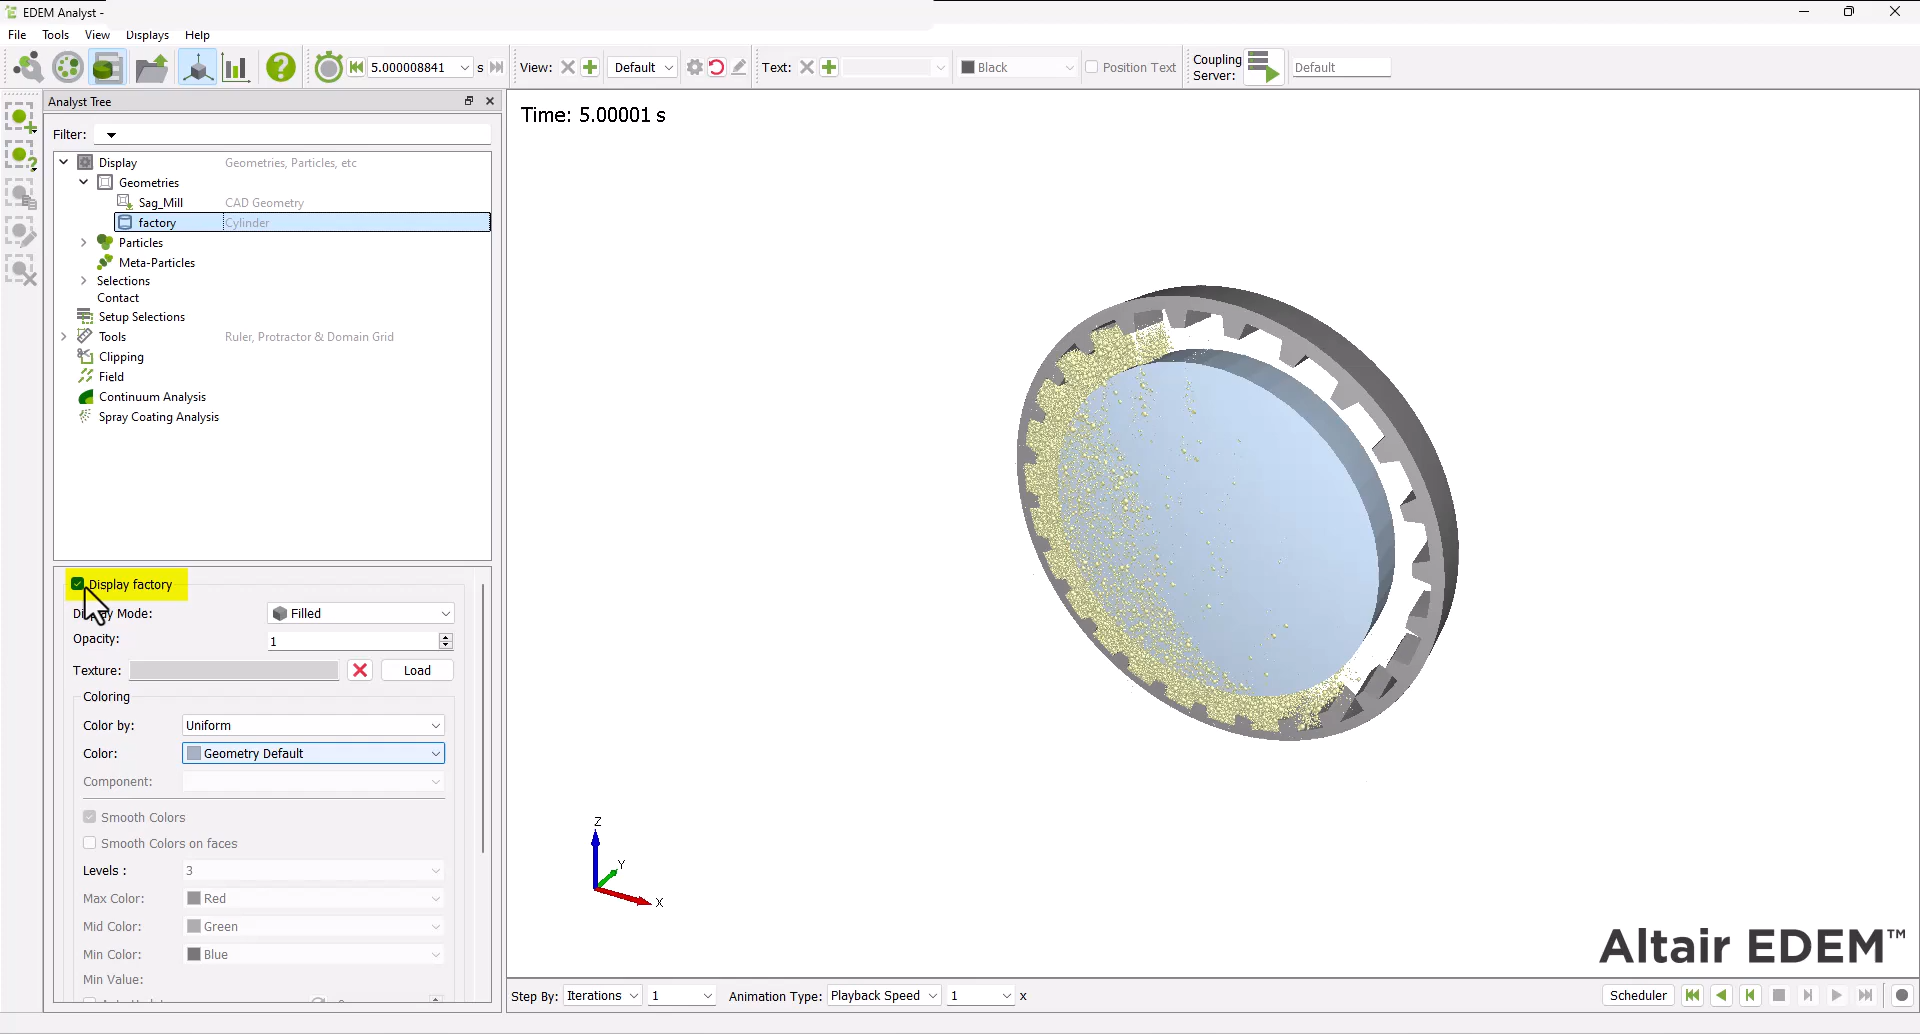 EDEM Analyst -
File Tools View Displays Help
5.000008841 s View: Default Text: Black Position Text Coupling Server: Default
Analyst Tree
Time: 5.00001 s
Filter:
Display Geometries, Particles, etc
Geometries
Sag_Mill CAD Geometry
factory Cylinder
Particles
Meta-Particles
Selections
Contact
Setup Selections
Tools Ruler, Protractor & Domain Grid
Clipping
Field
Continuum Analysis
Spray Coating Analysis
Display factory
Mode: Filled
Opacity: 1
Texture: Load
Coloring
Color by: Uniform
Color: Geometry Default
Component:
Smooth Colors
Smooth Colors on faces
Levels : 3
Max Color: Red
Mid Color: Green
Min Color: Blue
Min Value:
Z
Y
X
Altair EDEM™
Step By: Iterations 1 Animation Type: Playback Speed 1 x Scheduler